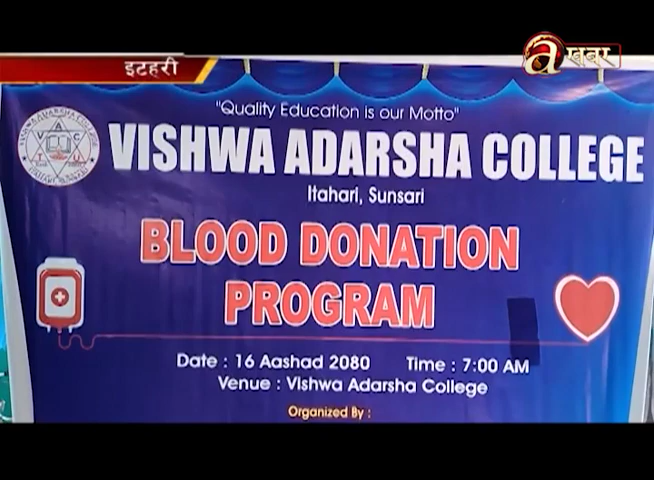 इटहरी
a खबर
"Quality Education is our Motto"
VISHWA ADARSHA COLLEGE
Itahari, Sunsari
BLOOD DONATION
PROGRAM
Date : 16 Aashad 2080 Time : 7:00 AM
Venue : Vishwa Adarsha College
Organized By :